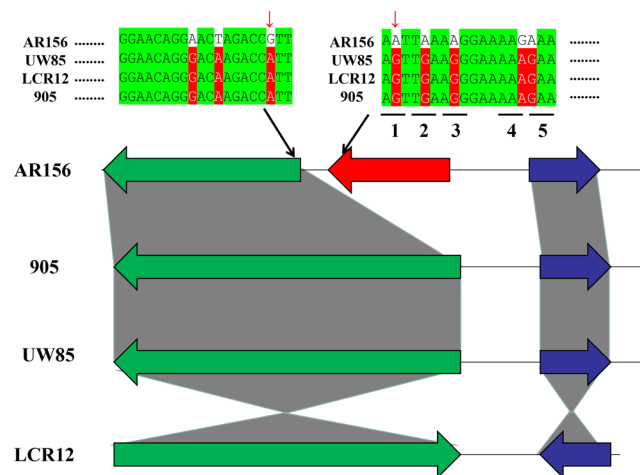 AR156 ........ GGAACAGGAACTAGACCGTT
UW85 ........ GGAACAGGGACAAGACCATT
LCR12 ........ GGAACAGGGACAAGACCATT
905 ........ GGAACAGGGACAAGACCATT
AR156 AATTAAAAGGAAAAGAAA ........
UW85 AGTTGAAGGGAAAAAGAA ........
LCR12 AGTTGAAGGGAAAAAGAA ........
905 AGTTGAAGGGAAAAAGAA ........
1 2 3 4 5
AR156
905
UW85
LCR12